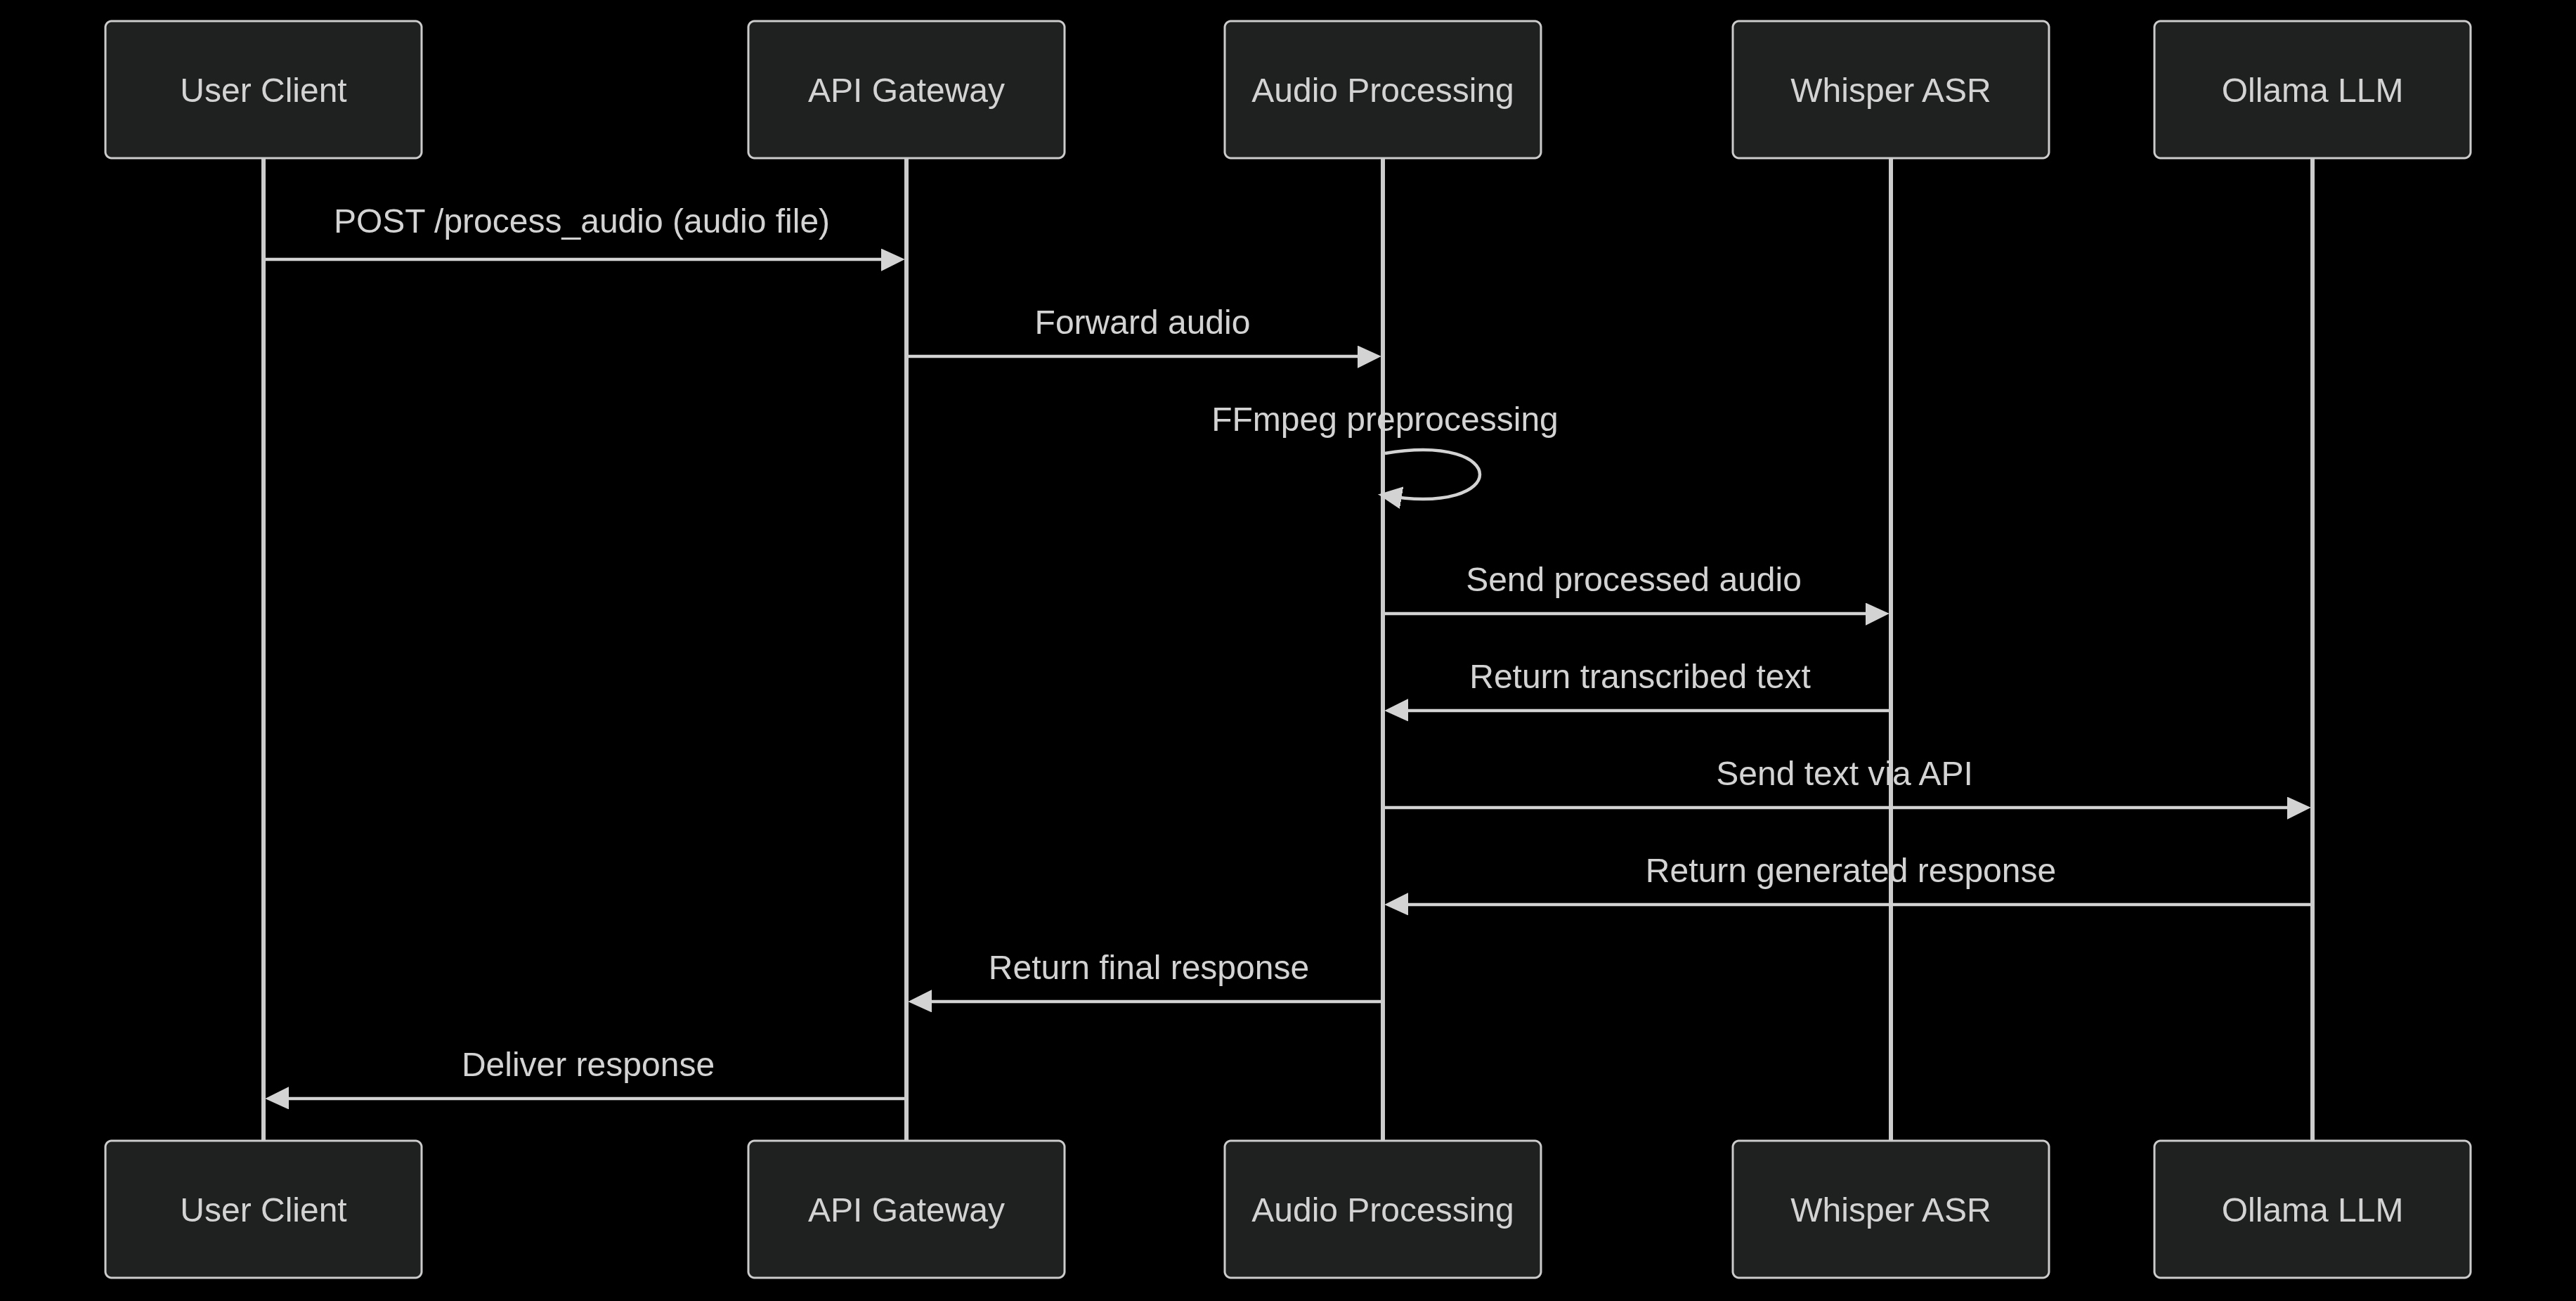 User Client
API Gateway
Audio Processing
Whisper ASR
Ollama LLM
POST /process_audio (audio file)
Forward audio
FFmpeg preprocessing
Send processed audio
Return transcribed text
Send text via API
Return generated response
Return final response
Deliver response
User Client
API Gateway
Audio Processing
Whisper ASR
Ollama LLM